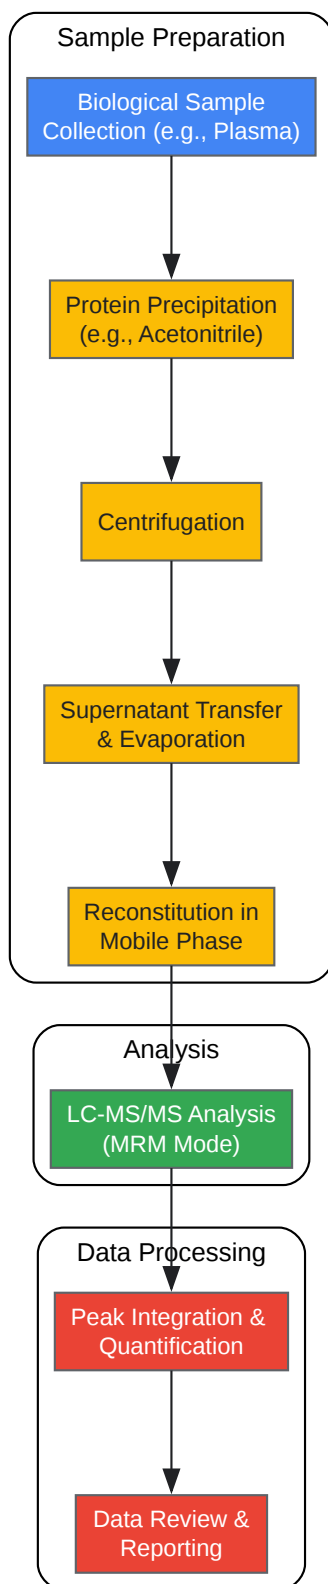 Sample Preparation
Biological Sample
Collection (e.g., Plasma)
Protein Precipitation
(e.g., Acetonitrile)
Centrifugation
Supernatant Transfer
& Evaporation
Reconstitution in
Mobile Phase
Analysis
LC-MS/MS Analysis
(MRM Mode)
Data Processing
Peak Integration &
Quantification
Data Review &
Reporting